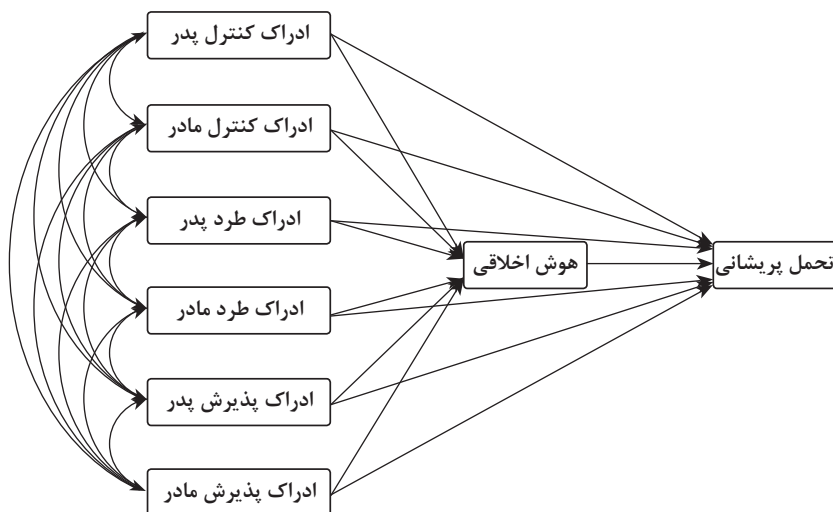 ادراک کنترل پدر
ادراک کنترل مادر
ادراک طرد پدر
هوش اخلاقی
تحمل پریشانی
ادراک طرد مادر
ادراک پذیرش پدر
ادراک پذیرش مادر